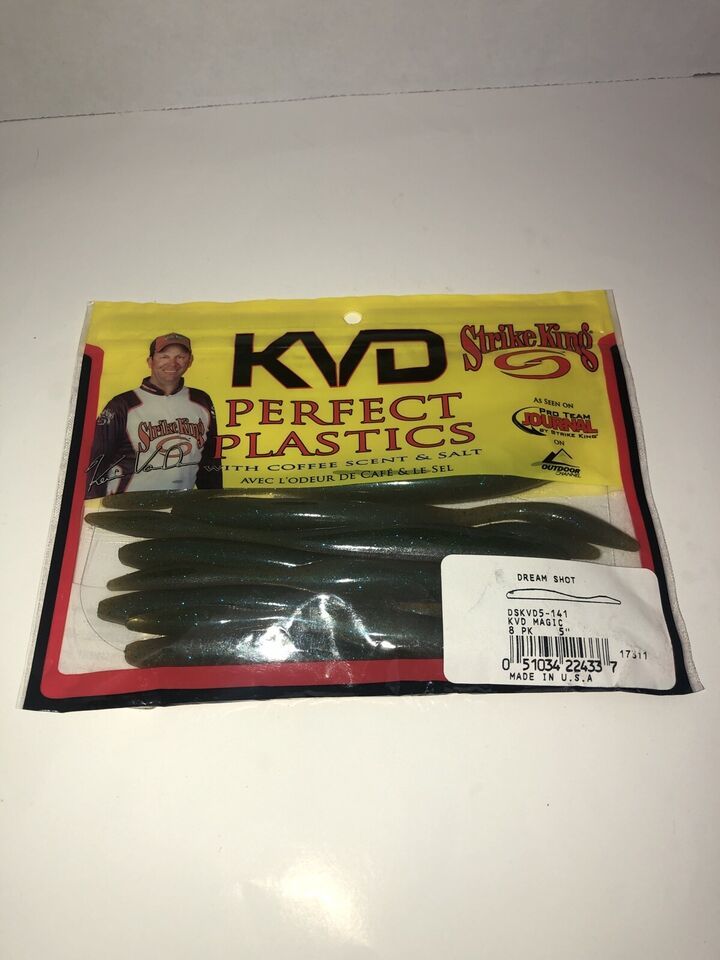 KVD
Strike King
PERFECT
PLASTICS
WITH COFFEE SCENT & SALT
AVEC L'ODEUR DE CAFÉ & LE SEL
AS SEEN ON
PRO TEAM
JOURNAL
BY STRIKE KING
ON
OUTDOOR
CHANNEL
Strike King
DREAM SHOT
DSKVD5-141
KVD MAGIC
8 PK 5"
17311
0 51034 22433 7
MADE IN U.S.A